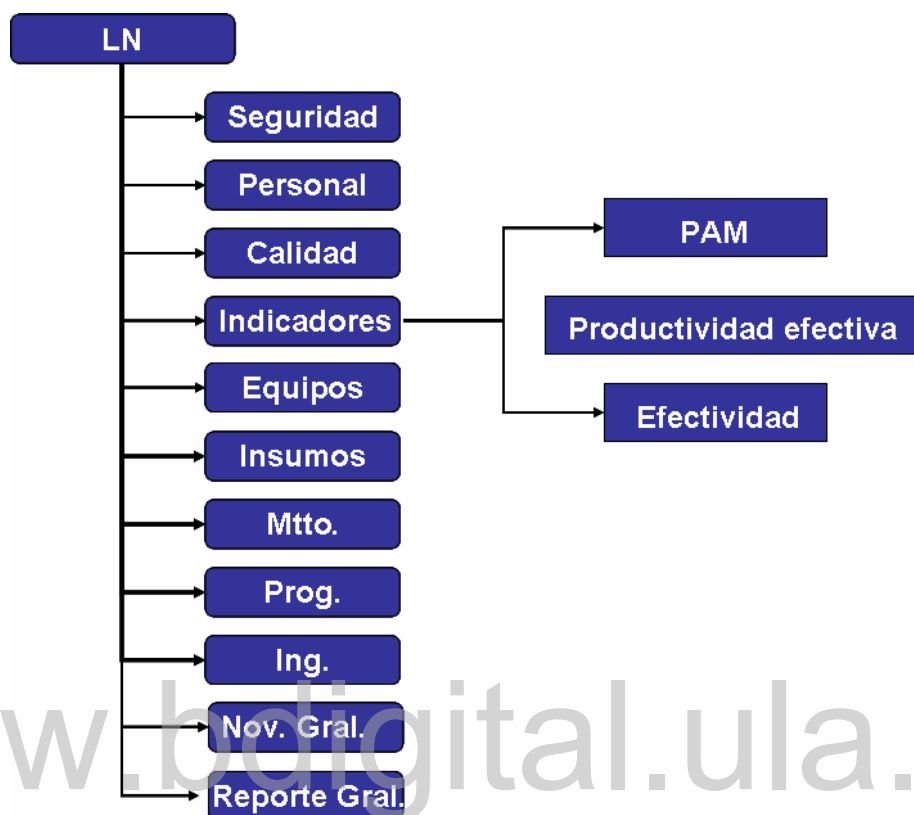 LN
Seguridad
Personal
Calidad
Indicadores
Equipos
Insumos
Mtto.
Prog.
Ing.
Nov. Gral.
Reporte Gral.
PAM
Productividad efectiva
Efectividad
w.bdigital.ula.